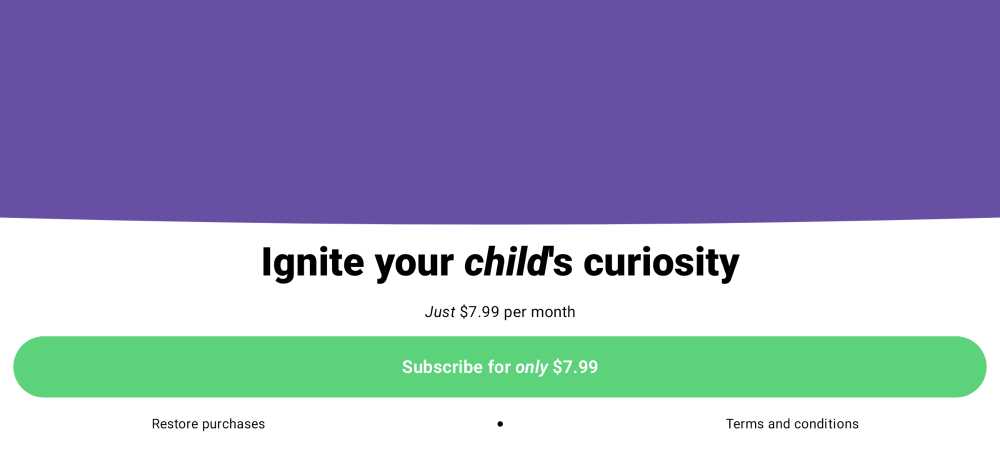 Ignite your child's curiosity
Just $7.99 per month
Subscribe for only $7.99
Restore purchases • Terms and conditions